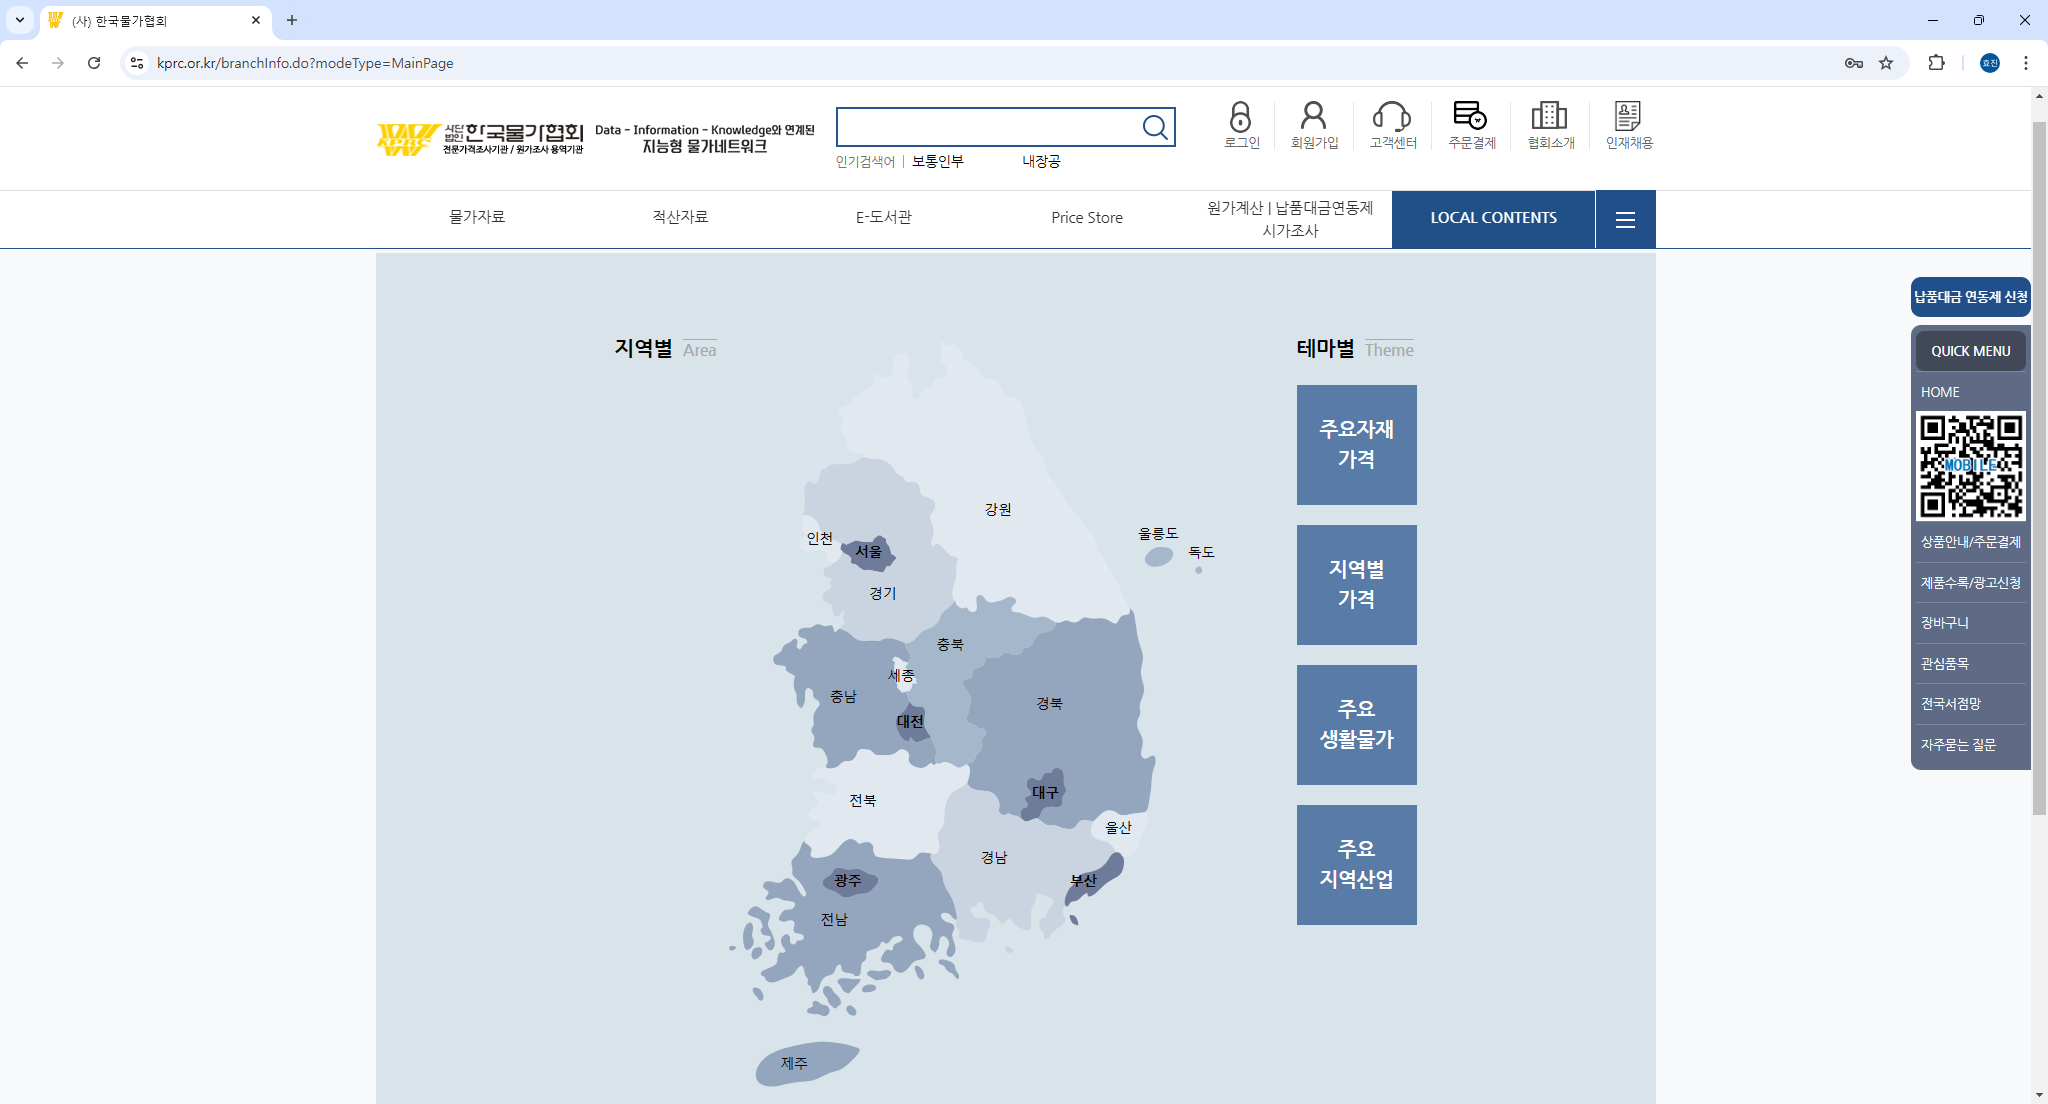 (사) 한국물가협회
kprc.or.kr/branchInfo.do?modeType=MainPage
효진
KPRC 사단법인 한국물가협회
전문가격조사기관 / 원가조사 용역기관
Data - Information - Knowledge와 연계된
지능형 물가네트워크
인기검색어 | 보통인부 내장공
로그인 회원가입 고객센터 주문결제 협회소개 인재채용
물가자료 적산자료 E-도서관 Price Store 원가계산 | 납품대금연동제
시가조사
LOCAL CONTENTS
지역별 Area
강원
인천
서울
경기
울릉도
독도
충북
세종
충남
대전
경북
대구
전북
울산
경남
부산
광주
전남
제주
테마별 Theme
주요자재
가격
지역별
가격
주요
생활물가
주요
지역산업
납품대금 연동제 신청
QUICK MENU
HOME
MOBILE
상품안내/주문결제
제품수록/광고신청
장바구니
관심품목
전국서점망
자주묻는 질문